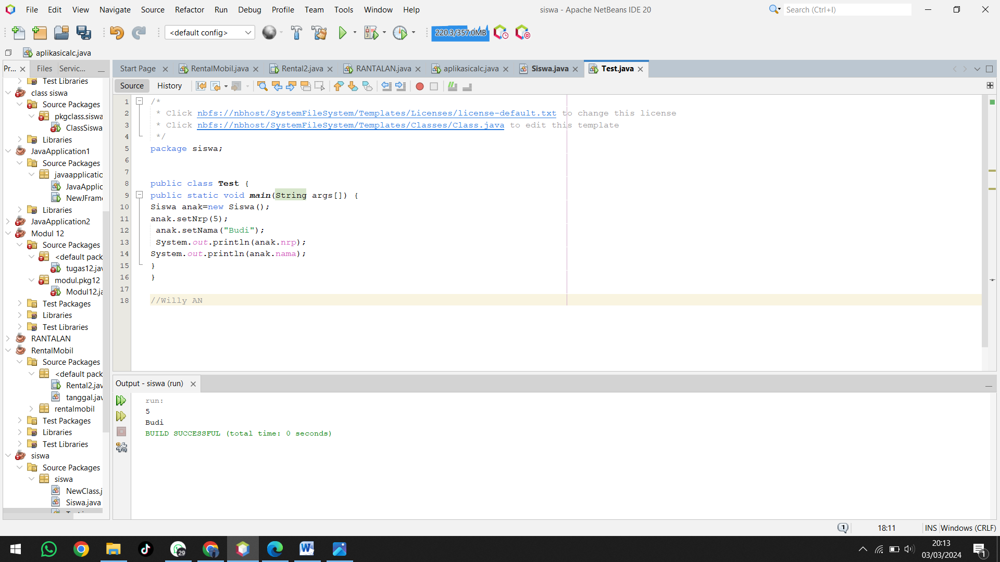 File Edit View Navigate Source Refactor Run Debug Profile Team Tools Window Help
siswa - Apache NetBeans IDE 20
Search (Ctrl+I)
<default config>
220.3/357.0MB
aplikasicalc.java
Pr... Files Servic...
Start Page RentalMobil.java Rental2.java RANTALAN.java aplikasicalc.java Siswa.java Test.java
Source History
Test Libraries
class siswa
Source Packages
pkgclass.siswa
ClassSiswa
Libraries
JavaApplication1
Source Packages
javaapplicatic
JavaApplic
NewJFrame
Libraries
JavaApplication2
Modul 12
Source Packages
<default pack
tugas12.jav
modul.pkg12
Modul12.ja
Test Packages
Libraries
Test Libraries
RANTALAN
RentalMobil
Source Packages
<default pack
Rental2.jav
tanggal.jav
rentalmobil
Test Packages
Libraries
Test Libraries
siswa
Source Packages
siswa
NewClass.j
Siswa.java
1 /*
2 * Click nbfs://nbhost/SystemFileSystem/Templates/Licenses/license-default.txt to change this license
3 * Click nbfs://nbhost/SystemFileSystem/Templates/Classes/Class.java to edit this template
4 */
5 package siswa;
6
7
8 public class Test {
9 public static void main(String args[]) {
10 Siswa anak=new Siswa();
11 anak.setNrp(5);
12 anak.setNama("Budi");
13 System.out.println(anak.nrp);
14 System.out.println(anak.nama);
15 }
16 }
17
18 //Willy AN
Output - siswa (run)
run:
5
Budi
BUILD SUCCESSFUL (total time: 0 seconds)
1
18:11
INS
Windows (CRLF)
29
20:13
03/03/2024
1